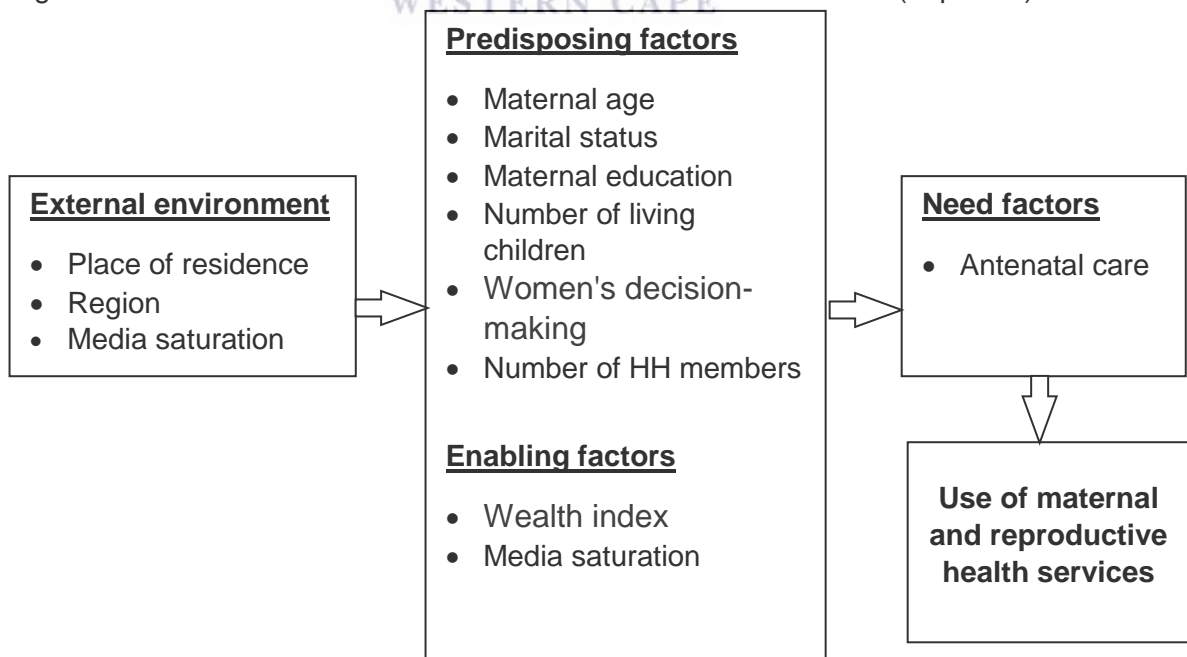 WESTERN CAPE
External environment
• Place of residence
• Region
• Media saturation
Predisposing factors
• Maternal age
• Marital status
• Maternal education
• Number of living
children
• Women's decision-
making
• Number of HH members
Enabling factors
• Wealth index
• Media saturation
Need factors
• Antenatal care
Use of maternal
and reproductive
health services